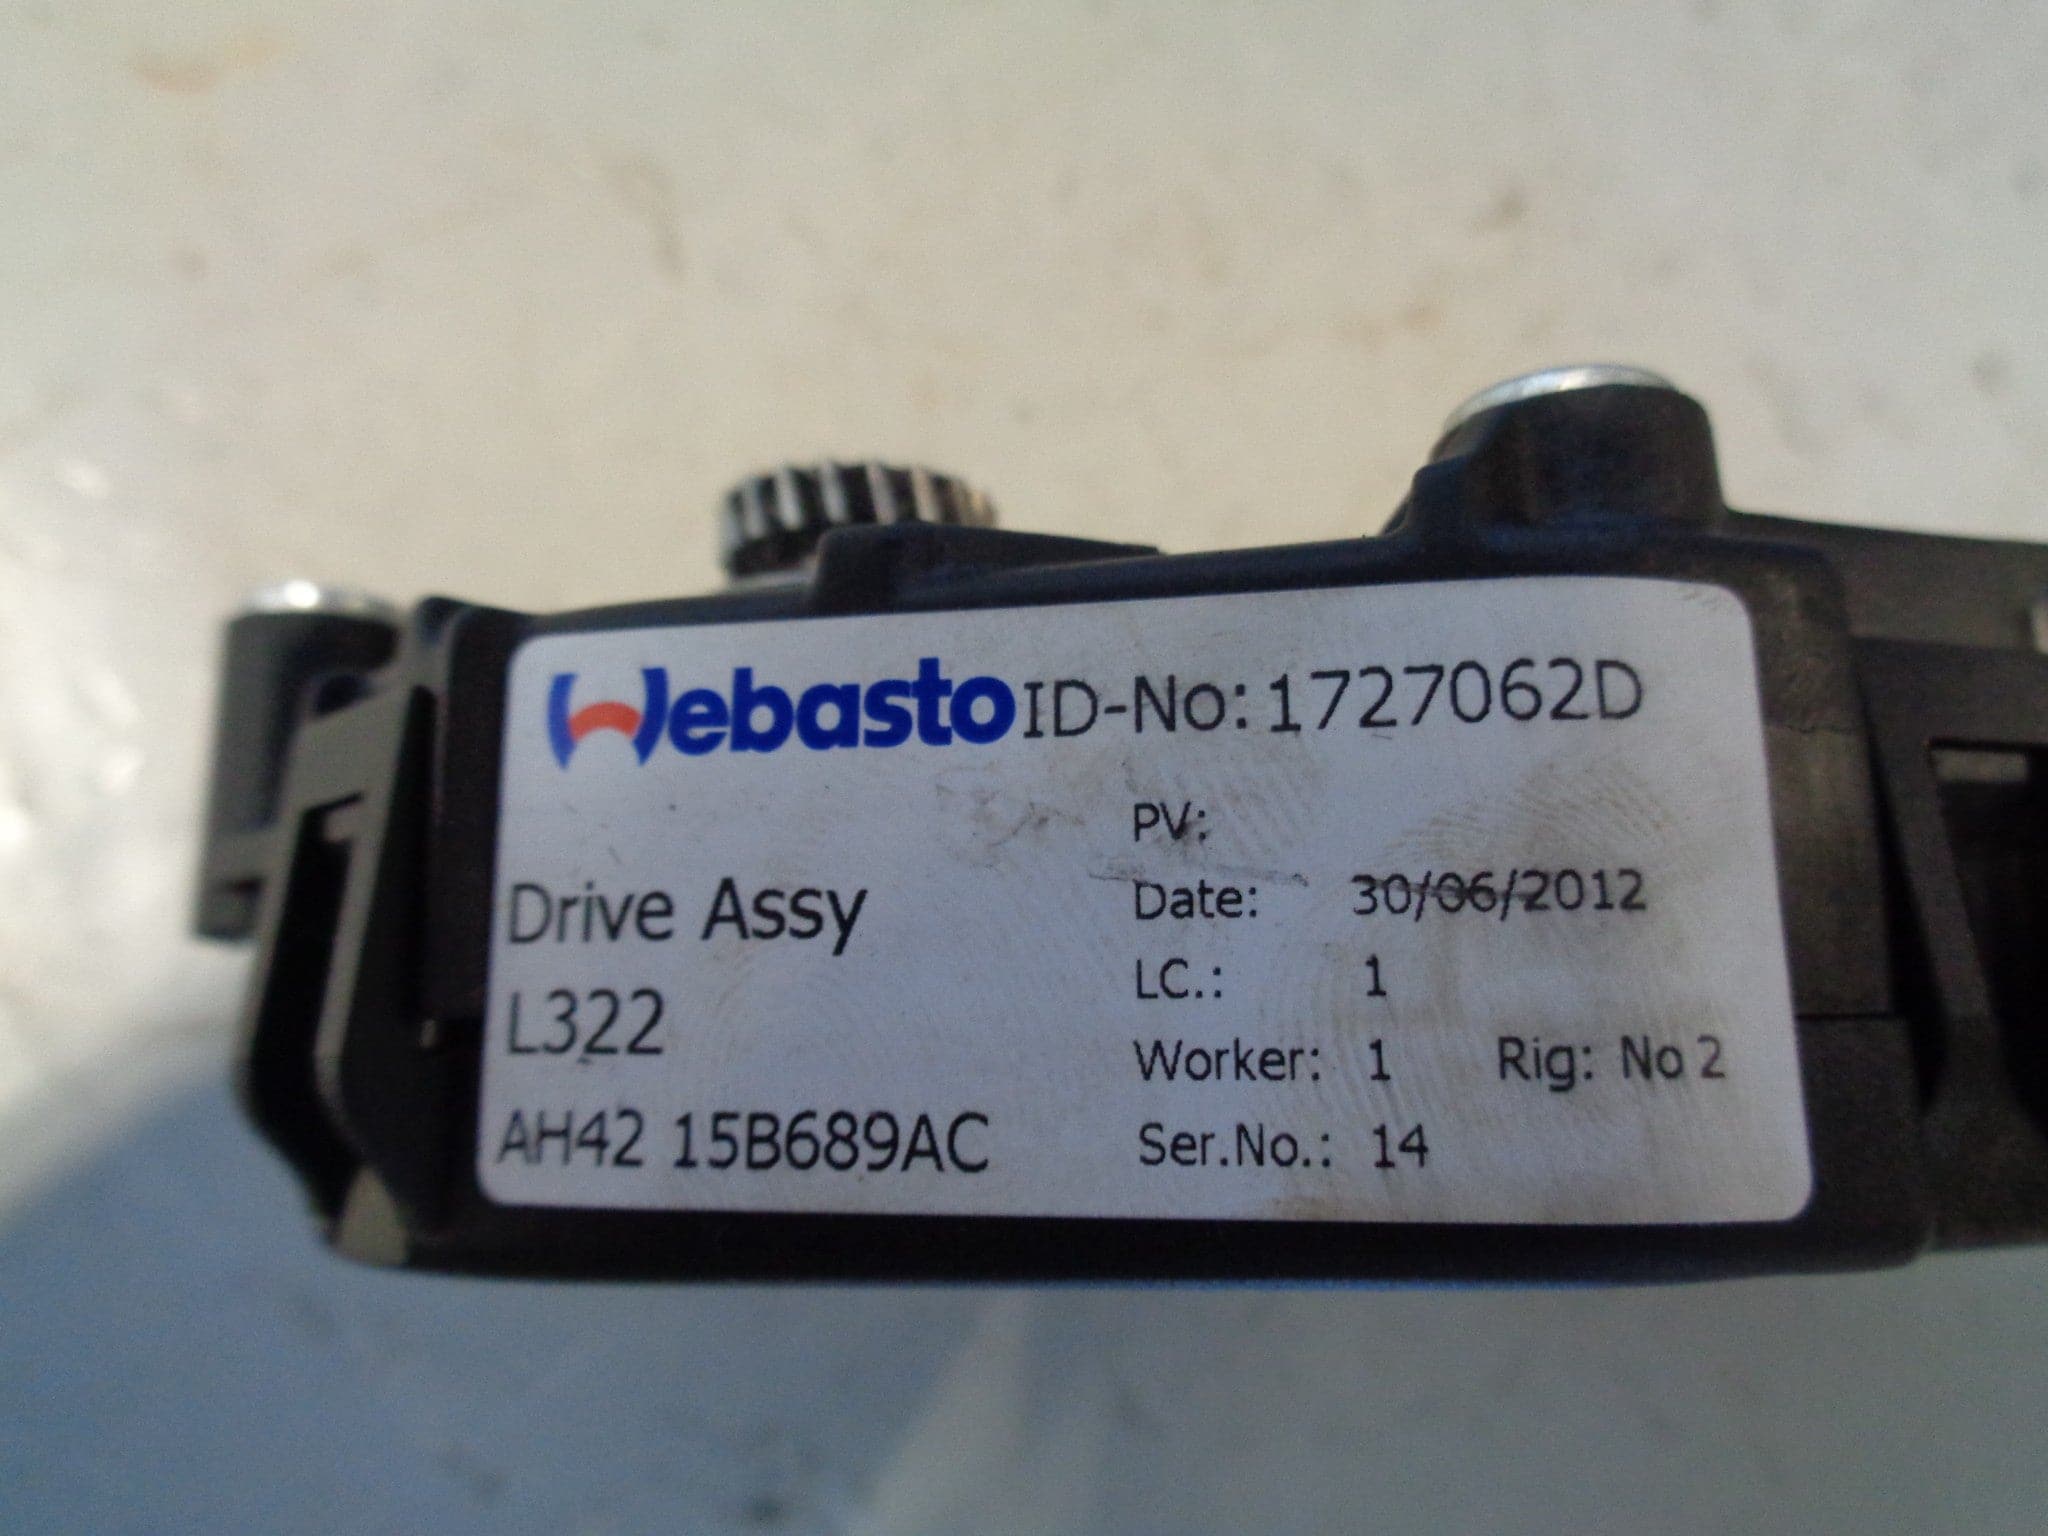 Webasto ID-No: 1727062D
PV:
Drive Assy
Date: 30/06/2012
L322
LC.: 1
Worker: 1 Rig: No 2
AH42 15B689AC
Ser.No.: 14